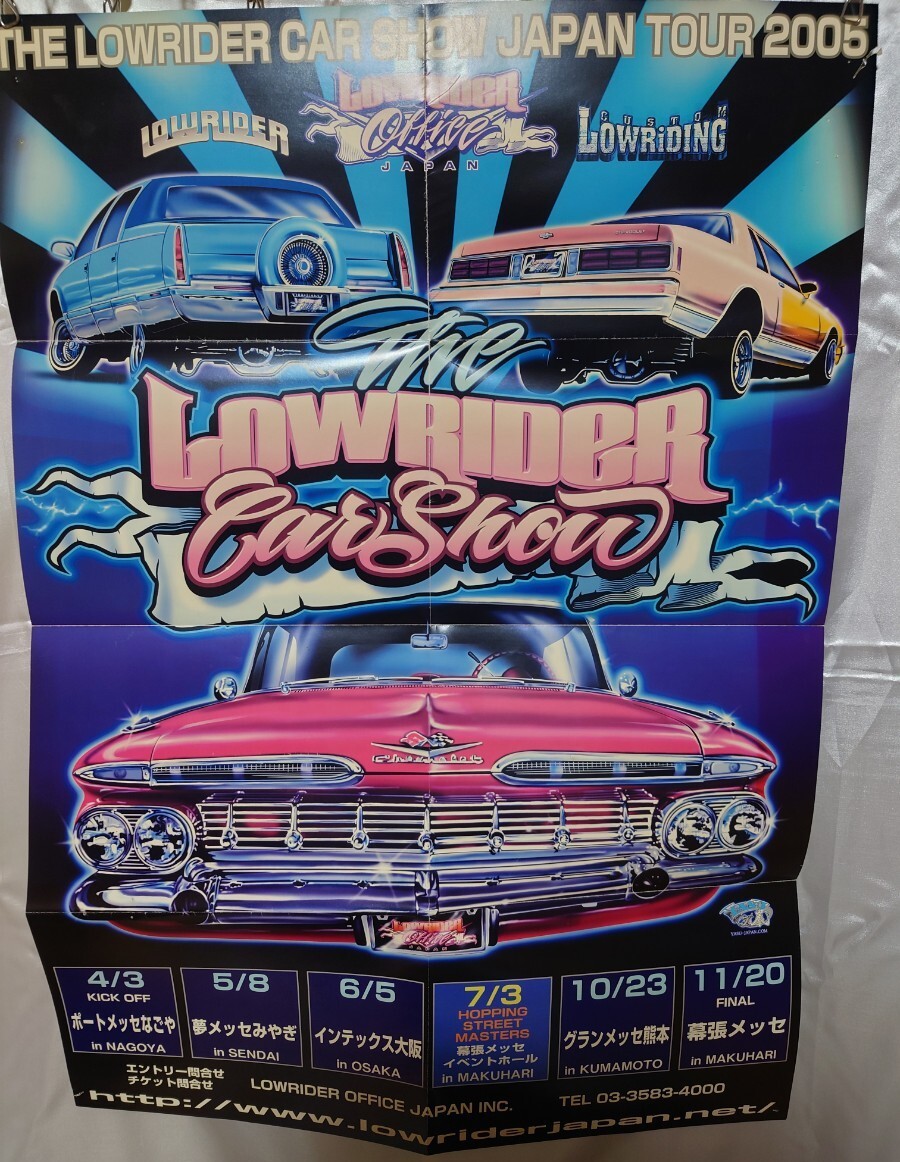 THE LOWRIDER CAR SHOW JAPAN TOUR 2005
LOWRIDER
LOWRIDER
Office
JAPAN
CUSTOM
LOWRiDING
The
LOWRIDER
Car Show
Chevrolet
LOWRIDER
Office
JAPAN
4/3
KICK OFF
ポートメッセなごや
in NAGOYA
5/8
夢メッセみやぎ
in SENDAI
6/5
インテックス大阪
in OSAKA
7/3
HOPPING
STREET
MASTERS
幕張メッセ
イベントホール
in MAKUHARI
10/23
グランメッセ熊本
in KUMAMOTO
11/20
FINAL
幕張メッセ
in MAKUHARI
エントリー問合せ
チケット問合せ
LOWRIDER OFFICE JAPAN INC.
TEL 03-3583-4000
http://www.lowriderjapan.net/